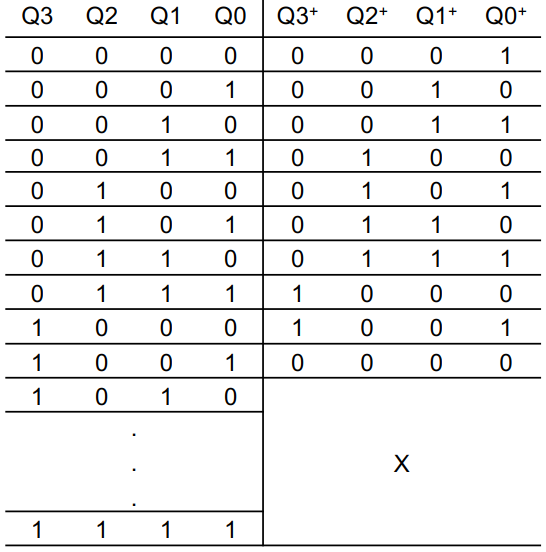 Q3 Q2 Q1 Q0 Q3+ Q2+ Q1+ Q0+
0 0 0 0 0 0 0 1
0 0 0 1 0 0 1 0
0 0 1 0 0 0 1 1
0 0 1 1 0 1 0 0
0 1 0 0 0 1 0 1
0 1 0 1 0 1 1 0
0 1 1 0 0 1 1 1
0 1 1 1 1 0 0 0
1 0 0 0 1 0 0 1
1 0 0 1 0 0 0 0
1 0 1 0
.
. X
.
1 1 1 1